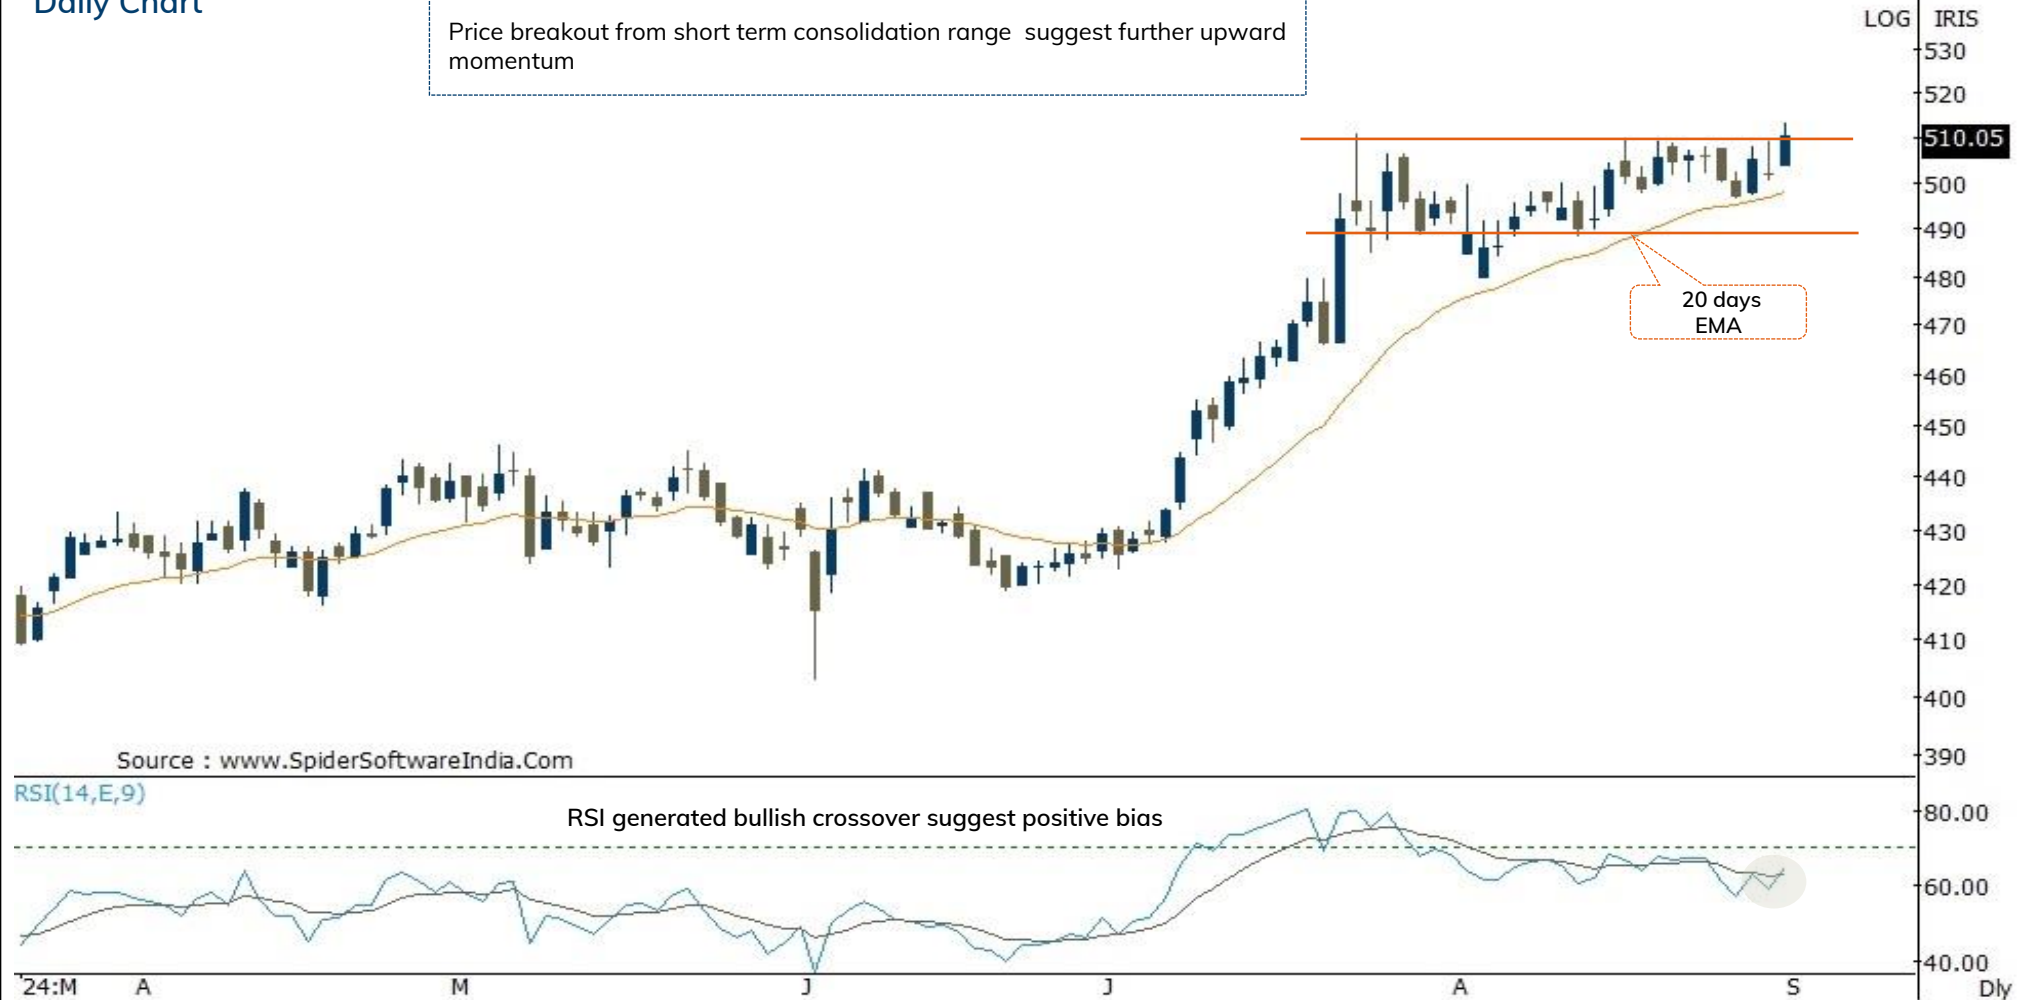 Daily Chart
Price breakout from short term consolidation range  suggest further upward
momentum
LOG
IRIS
530
520
510.05
500
490
480
470
460
450
440
430
420
410
400
390
20 days
EMA
Source : www.SpiderSoftwareIndia.Com
RSI(14,E,9)
RSI generated bullish crossover suggest positive bias
80.00
60.00
40.00
'24:M A M J J A S Dly